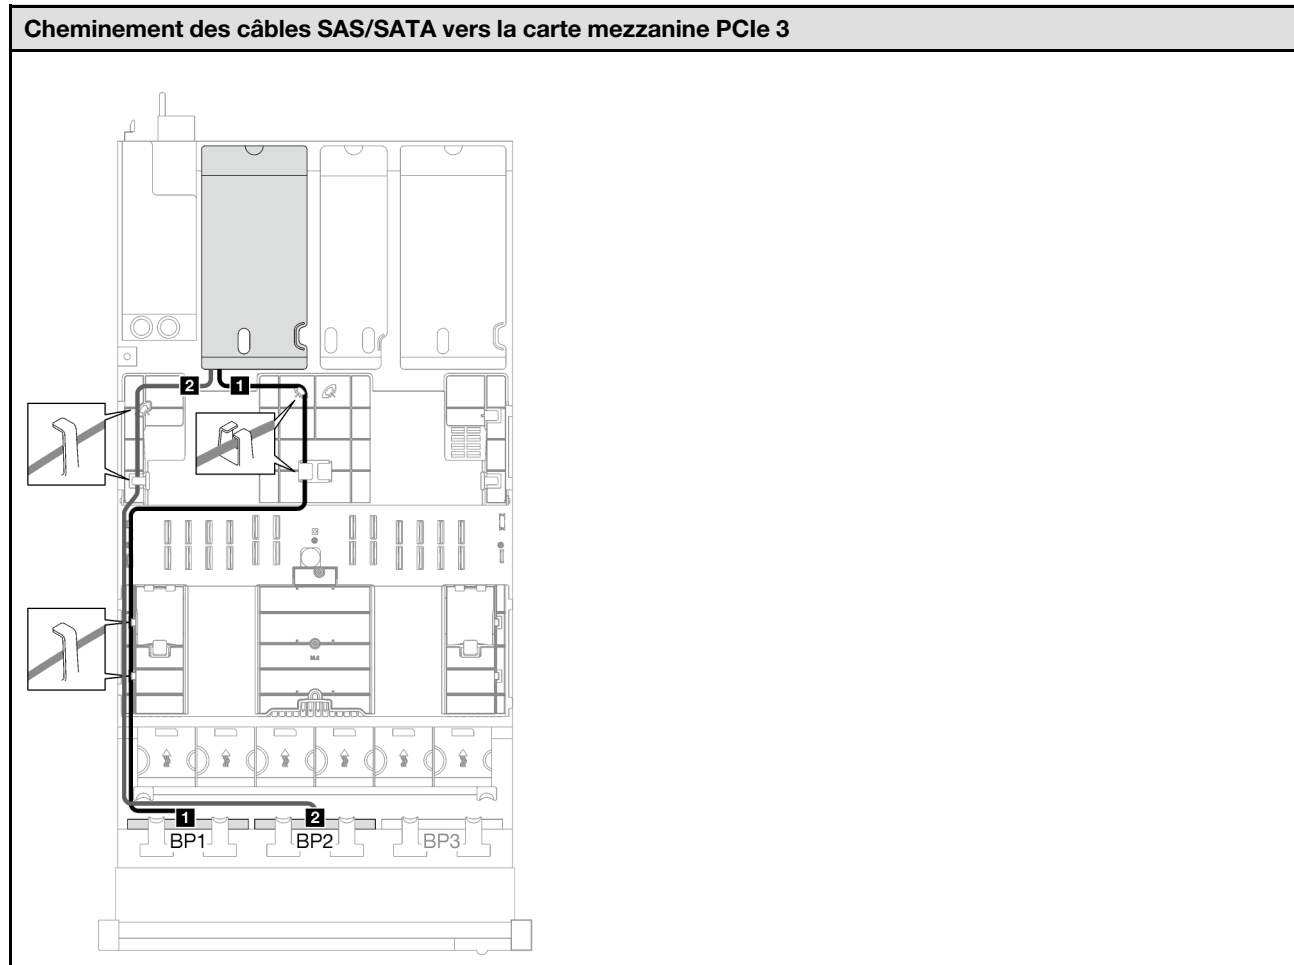 Cheminement des câbles SAS/SATA vers la carte mezzanine PCIe 3
2 1
1 2
BP1 BP2 BP3